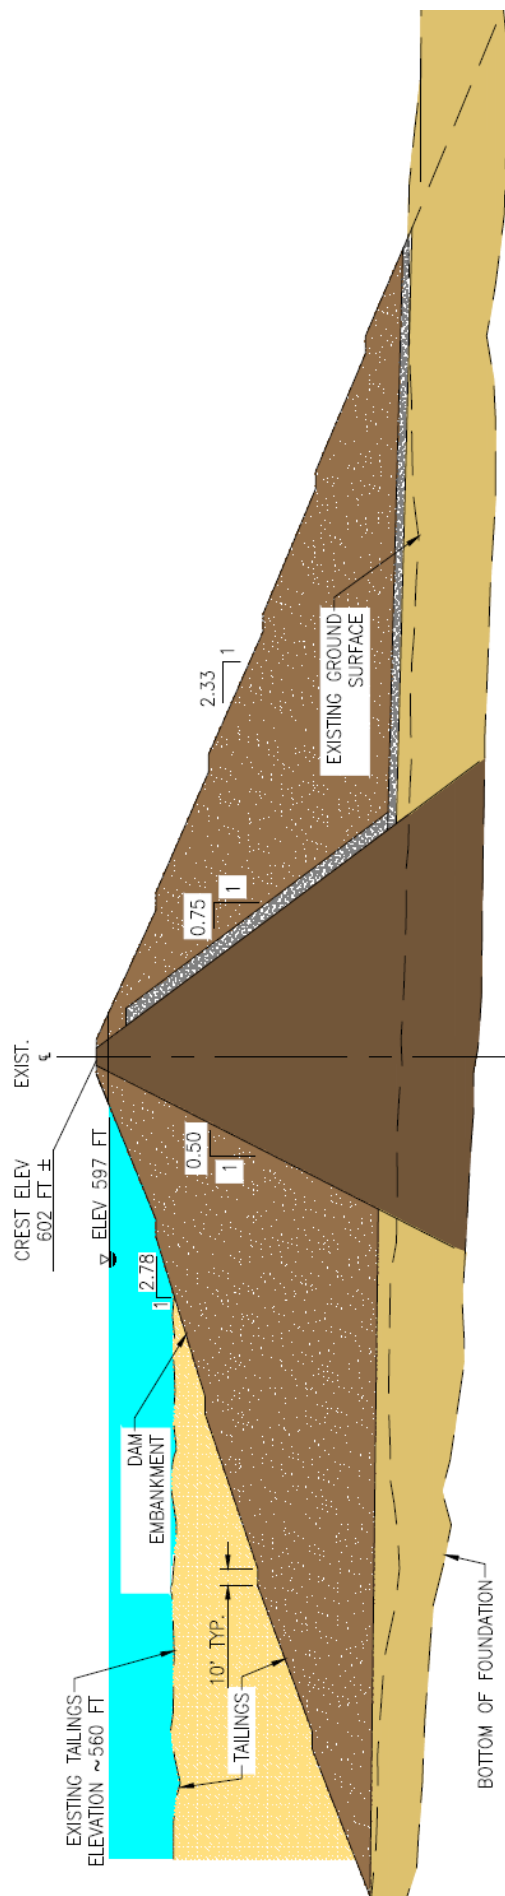 CREST ELEV
602 FT ±
EXIST.
℄
ELEV 597 FT
EXISTING TAILINGS
ELEVATION ~560 FT
DAM
EMBANKMENT
1
2.78
0.50
1
0.75
1
2.33
1
10' TYP.
TAILINGS
EXISTING GROUND
SURFACE
BOTTOM OF FOUNDATION